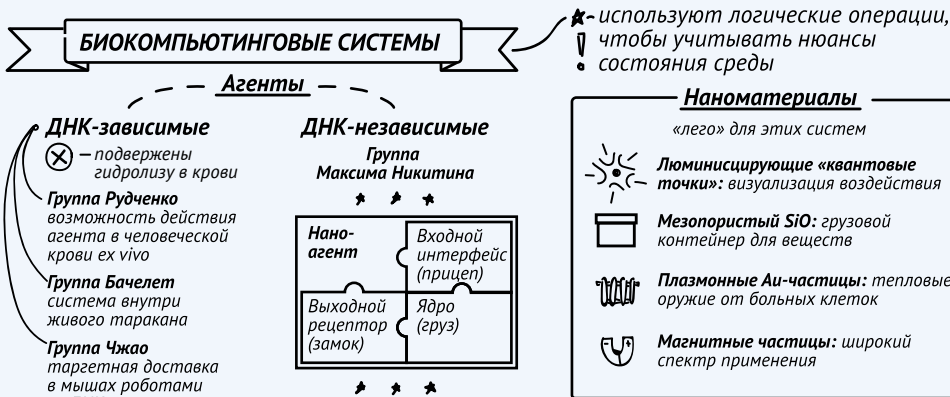 БИОКОМПЬЮТИНГОВЫЕ СИСТЕМЫ
используют логические операции,
чтобы учитывать нюансы
состояния среды
Агенты
ДНК-зависимые
– подвержены
гидролизу в крови
Группа Рудченко
возможность действия
агента в человеческой
крови ex vivo
Группа Бачелет
система внутри
живого таракана
Группа Чжао
таргетная доставка
в мышах роботами
ДНК-независимые
Группа
Максима Никитина
Нано-
агент
Входной
интерфейс
(прицеп)
Выходной
рецептор
(замок)
Ядро
(груз)
Наноматериалы
«лего» для этих систем
Люминисцирующие «квантовые
точки»: визуализация воздействия
Мезопористый SiO: грузовой
контейнер для веществ
Плазмонные Au-частицы: тепловые
оружие от больных клеток
Магнитные частицы: широкий
спектр применения